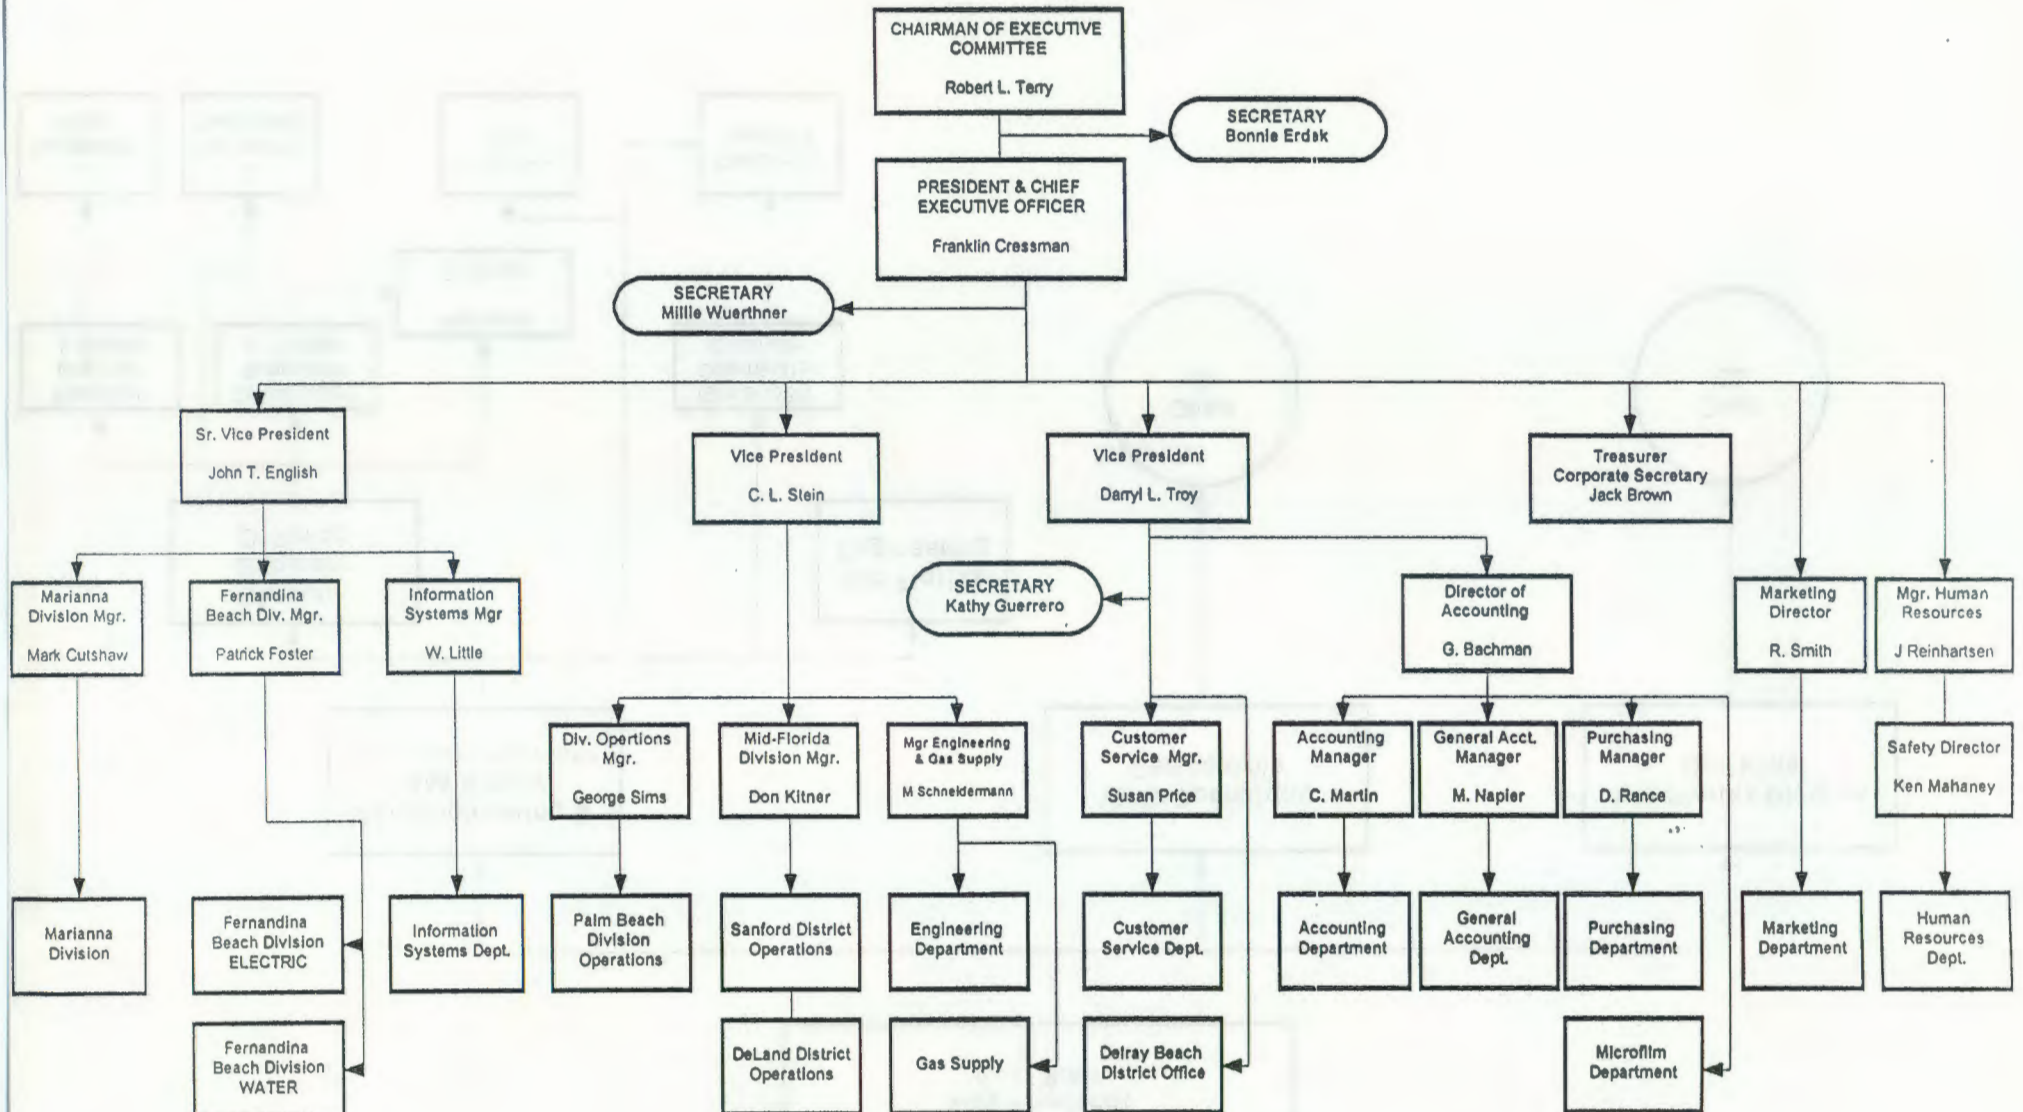 CHAIRMAN OF EXECUTIVE
COMMITTEE
Robert L. Terry
SECRETARY
Bonnie Erdek
PRESIDENT & CHIEF
EXECUTIVE OFFICER
Franklin Cressman
SECRETARY
Millie Wuerthner
Sr. Vice President
John T. English
Vice President
C. L. Stein
Vice President
Darryl L. Troy
Treasurer
Corporate Secretary
Jack Brown
Marianna
Division Mgr.
Mark Cutshaw
Fernandina
Beach Div. Mgr.
Patrick Foster
Information
Systems Mgr
W. Little
SECRETARY
Kathy Guerrero
Director of
Accounting
G. Bachman
Marketing
Director
R. Smith
Mgr. Human
Resources
J Reinhartsen
Div. Opertions
Mgr.
George Sims
Mid-Florida
Division Mgr.
Don Kitner
Mgr Engineering
& Gas Supply
M Schneidermann
Customer
Service Mgr.
Susan Price
Accounting
Manager
C. Martin
General Acct.
Manager
M. Napier
Purchasing
Manager
D. Rance
Safety Director
Ken Mahaney
Marianna
Division
Fernandina
Beach Division
ELECTRIC
Information
Systems Dept.
Palm Beach
Division
Operations
Sanford District
Operations
Engineering
Department
Customer
Service Dept.
Accounting
Department
General
Accounting
Dept.
Purchasing
Department
Marketing
Department
Human
Resources
Dept.
Fernandina
Beach Division
WATER
DeLand District
Operations
Gas Supply
Delray Beach
District Office
Microfilm
Department